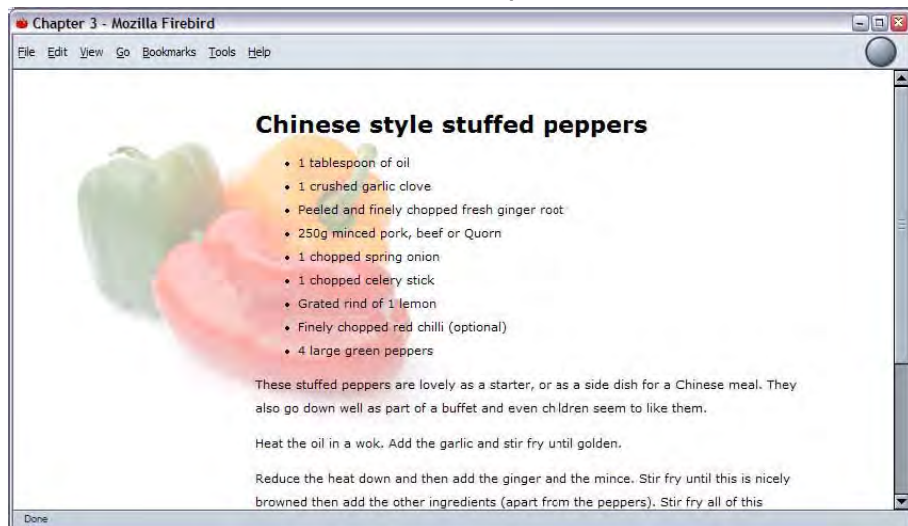 Chapter 3 - Mozilla Firebird
File Edit View Go Bookmarks Tools Help
Chinese style stuffed peppers
• 1 tablespoon of oil
• 1 crushed garlic clove
• Peeled and finely chopped fresh ginger root
• 250g minced pork, beef or Quorn
• 1 chopped spring onion
• 1 chopped celery stick
• Grated rind of 1 lemon
• Finely chopped red chilli (optional)
• 4 large green peppers
These stuffed peppers are lovely as a starter, or as a side dish for a Chinese meal. They
also go down well as part of a buffet and even children seem to like them.
Heat the oil in a wok. Add the garlic and stir fry until golden.
Reduce the heat down and then add the ginger and the mince. Stir fry until this is nicely
browned then add the other ingredients (apart from the peppers). Stir fry all of this
Done